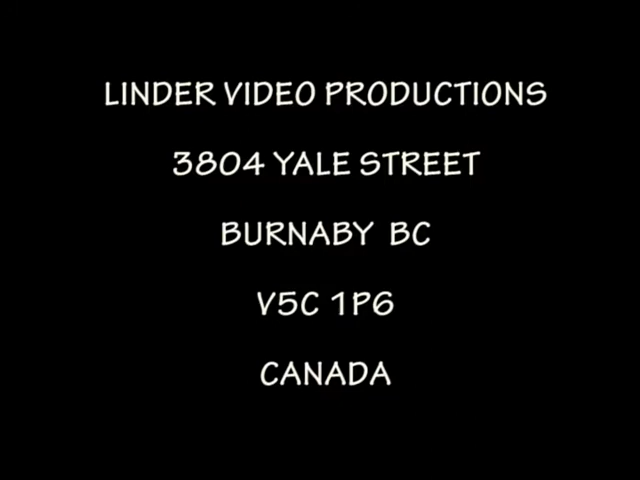 LINDER VIDEO PRODUCTIONS
3804 YALE STREET
BURNABY BC
V5C 1P6
CANADA